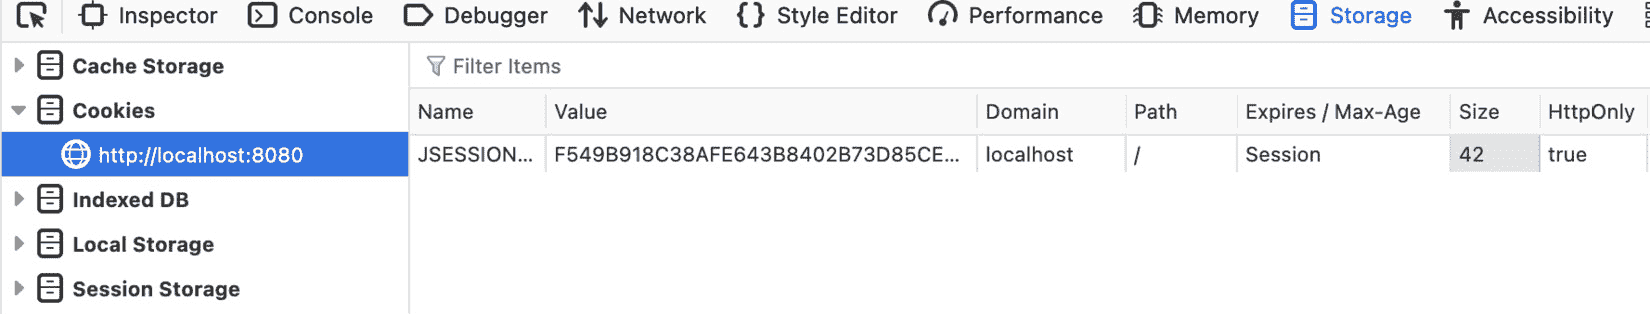 Inspector Console Debugger Network Style Editor Performance Memory Storage Accessibility
Cache Storage
Filter Items
Cookies
Name Value Domain Path Expires / Max-Age Size HttpOnly
http://localhost:8080
JSESSION... F549B918C38AFE643B8402B73D85CE... localhost / Session 42 true
Indexed DB
Local Storage
Session Storage